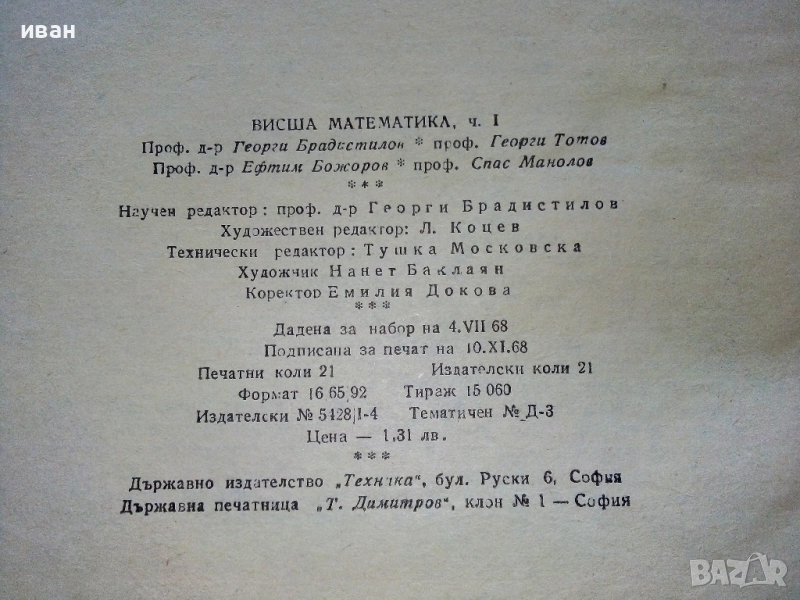 иван
ВИСША МАТЕМАТИКА, ч. I
Проф. д-р Георги Брадистилов * проф. Георги Тотов
Проф. д-р Ефтим Божоров * проф. Спас Манолов
* * *
Научен редактор: проф. д-р Георги Брадистилов
Художествен редактор: Л. Коцев
Технически редактор: Тушка Московска
Художник Нанет Баклаян
Коректор Емилия Докова
* * *
Дадена за набор на 4.VII 68
Подписана за печат на 10.XI.68
Печатни коли 21 Издателски коли 21
Формат 16 65/92 Тираж 15 060
Издателски № 5428/I-4 Тематичен № Д-3
Цена — 1,31 лв.
* * *
Държавно издателство „Техника“, бул. Руски 6, София
Държавна печатница „Т. Димитров“, клон № 1 — София
BAZAR